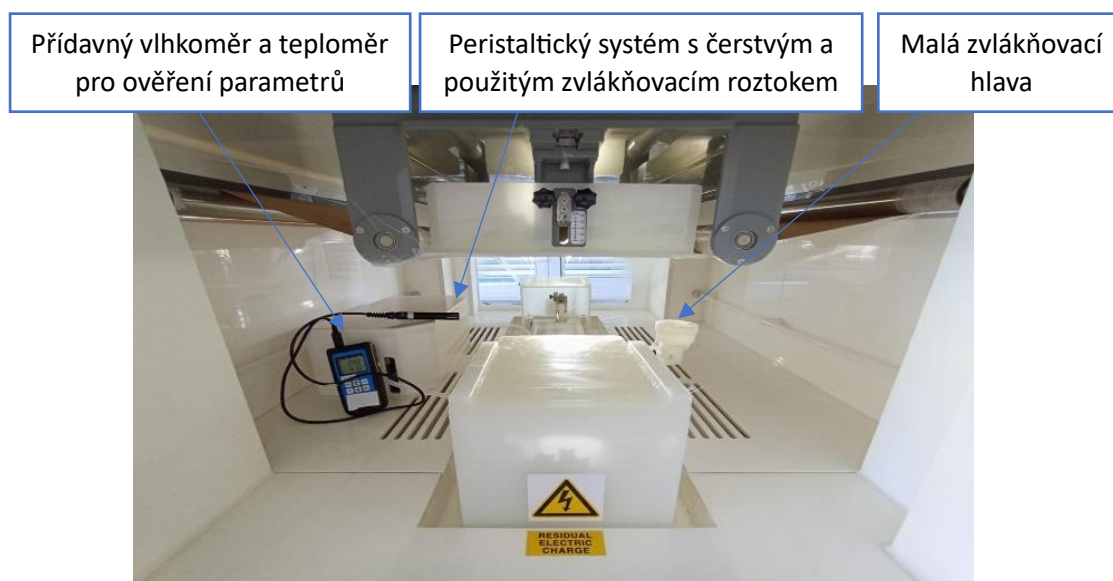 Přídavný vlhkoměr a teploměr
pro ověření parametrů
Peristaltický systém s čerstvým a
použitým zvlákňovacím roztokem
Malá zvlákňovací
hlava
RESIDUAL
ELECTRIC
CHARGE